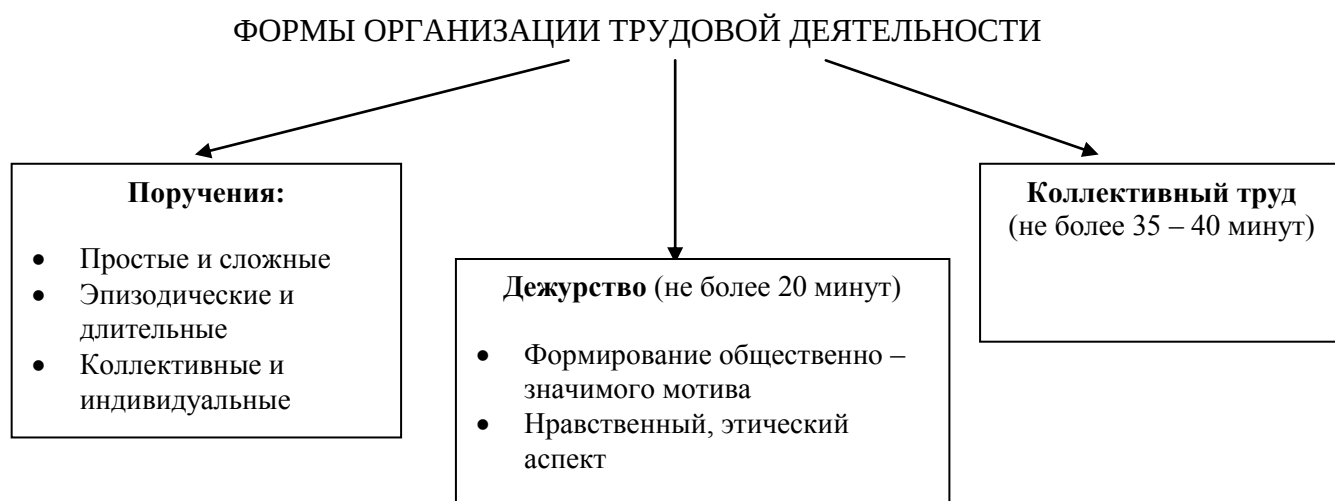 ФОРМЫ ОРГАНИЗАЦИИ ТРУДОВОЙ ДЕЯТЕЛЬНОСТИ
Поручения:
• Простые и сложные
• Эпизодические и
длительные
• Коллективные и
индивидуальные
Дежурство (не более 20 минут)
• Формирование общественно –
значимого мотива
• Нравственный, этический
аспект
Коллективный труд
(не более 35 – 40 минут)